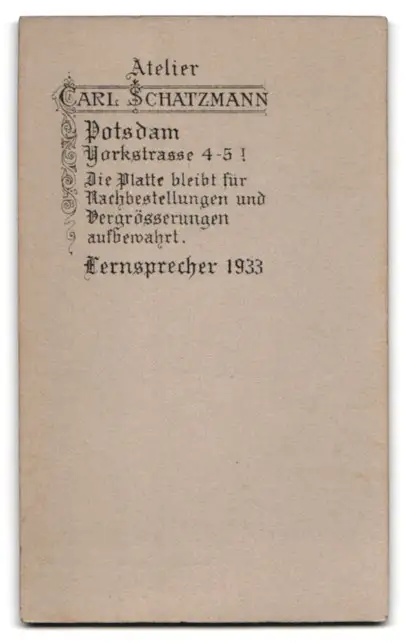 Atelier
CARL SCHATZMANN
Potsdam
Yorkstrasse 4-5!
Die Platte bleibt für
Nachbestellungen und
Vergrösserungen
aufbewahrt.
Fernsprecher 1933